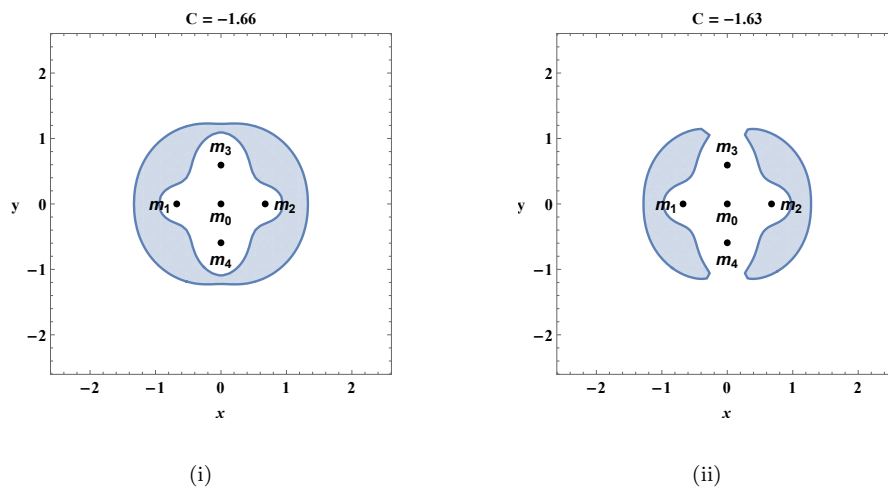 C = −1.66
2
1
0
−1
−2
y
−2 −1 0 1 2
x
m3
m1 m0 m2
m4
(i)
C = −1.63
2
1
0
−1
−2
y
−2 −1 0 1 2
x
m3
m1 m0 m2
m4
(ii)